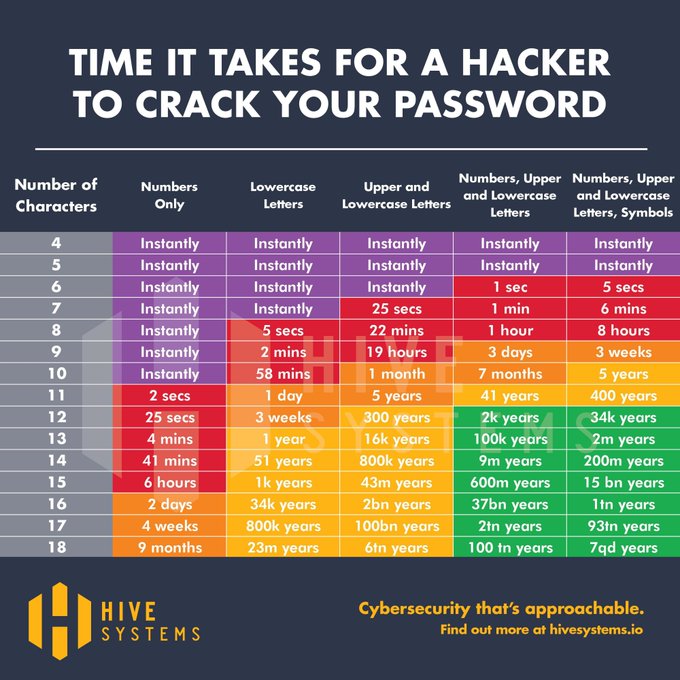 TIME IT TAKES FOR A HACKER
TO CRACK YOUR PASSWORD
Number of
Characters
Numbers
Only
Lowercase
Letters
Upper and
Lowercase Letters
Numbers, Upper
and Lowercase
Letters
Numbers, Upper
and Lowercase
Letters, Symbols
4 Instantly Instantly Instantly Instantly Instantly
5 Instantly Instantly Instantly Instantly Instantly
6 Instantly Instantly Instantly 1 sec 5 secs
7 Instantly Instantly 25 secs 1 min 6 mins
8 Instantly 5 secs 22 mins 1 hour 8 hours
9 Instantly 2 mins 19 hours 3 days 3 weeks
10 Instantly 58 mins 1 month 7 months 5 years
11 2 secs 1 day 5 years 41 years 400 years
12 25 secs 3 weeks 300 years 2k years 34k years
13 4 mins 1 year 16k years 100k years 2m years
14 41 mins 51 years 800k years 9m years 200m years
15 6 hours 1k years 43m years 600m years 15 bn years
16 2 days 34k years 2bn years 37bn years 1tn years
17 4 weeks 800k years 100bn years 2tn years 93tn years
18 9 months 23m years 6tn years 100 tn years 7qd years
HIVE
SYSTEMS
HIVE
SYSTEMS
Cybersecurity that's approachable.
Find out more at hivesystems.io